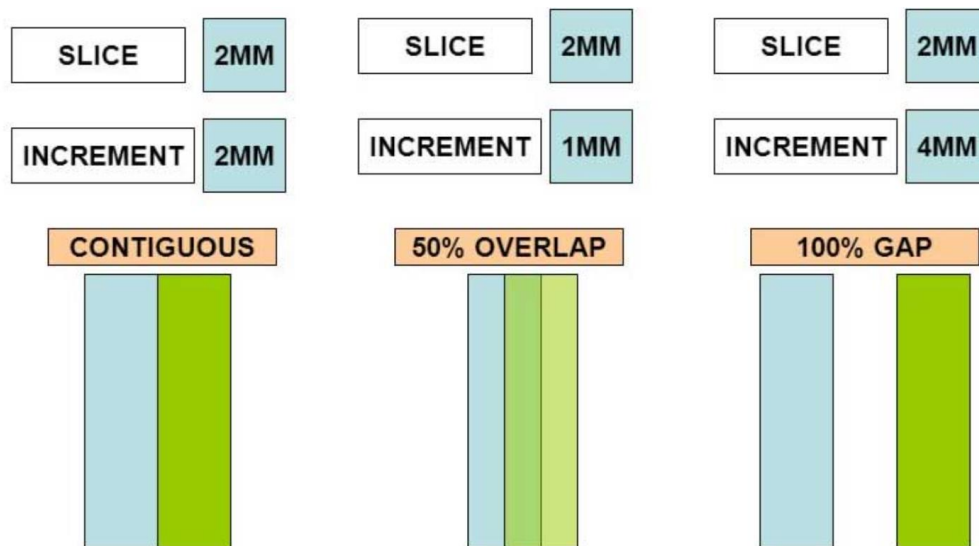 SLICE 2MM SLICE 2MM SLICE 2MM
INCREMENT 2MM INCREMENT 1MM INCREMENT 4MM
CONTIGUOUS 50% OVERLAP 100% GAP